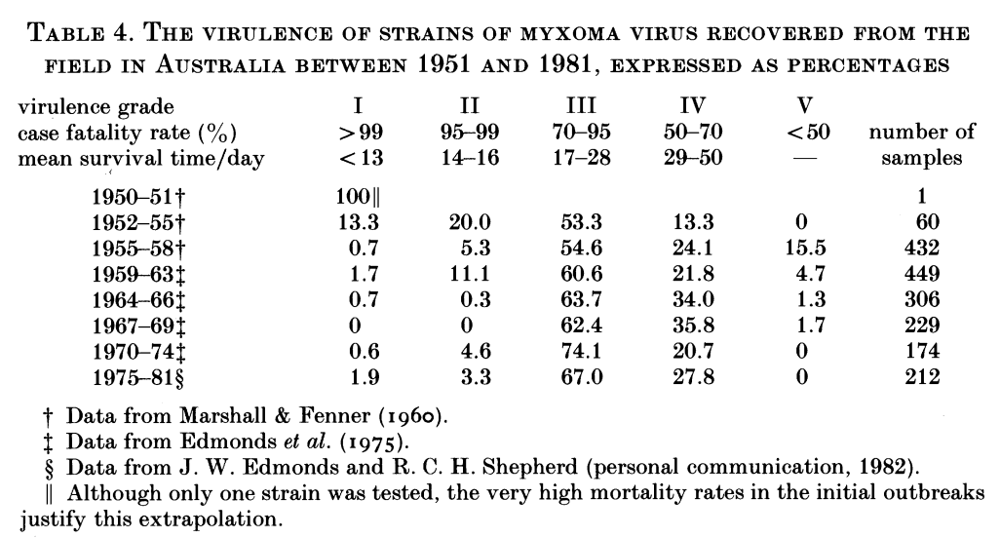 TABLE 4. THE VIRULENCE OF STRAINS OF MYXOMA VIRUS RECOVERED FROM THE
FIELD IN AUSTRALIA BETWEEN 1951 AND 1981, EXPRESSED AS PERCENTAGES
virulence grade I II III IV V
case fatality rate (%) >99 95–99 70–95 50–70 <50 number of
mean survival time/day <13 14–16 17–28 29–50 — samples
1950–51† 100‖ 1
1952–55† 13.3 20.0 53.3 13.3 0 60
1955–58† 0.7 5.3 54.6 24.1 15.5 432
1959–63‡ 1.7 11.1 60.6 21.8 4.7 449
1964–66‡ 0.7 0.3 63.7 34.0 1.3 306
1967–69‡ 0 0 62.4 35.8 1.7 229
1970–74‡ 0.6 4.6 74.1 20.7 0 174
1975–81§ 1.9 3.3 67.0 27.8 0 212
† Data from Marshall & Fenner (1960).
‡ Data from Edmonds et al. (1975).
§ Data from J. W. Edmonds and R. C. H. Shepherd (personal communication, 1982).
‖ Although only one strain was tested, the very high mortality rates in the initial outbreaks
justify this extrapolation.